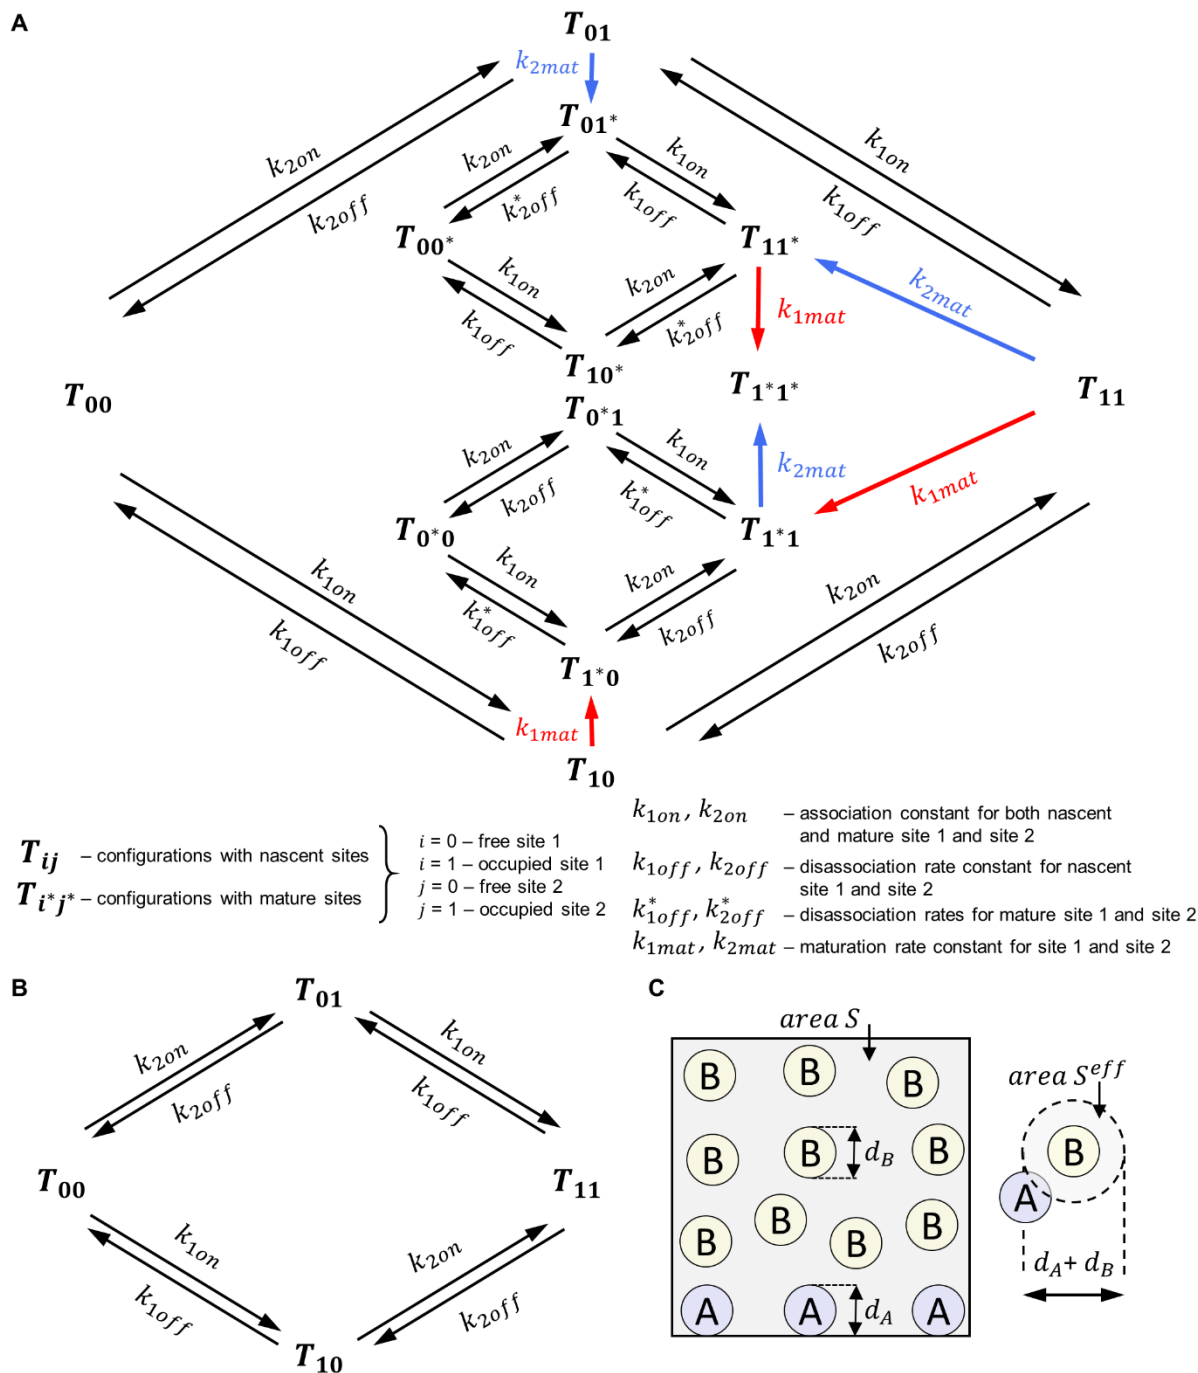 A
T₀₁
k₂mat
T₀₁*
k₂on
k₂off
k₂on
k*₂off
k₁on
k₁off
k₁on
k₁off
T₀₀*
T₁₁*
k₁on
k₁off
k₂on
k*₂off
k₂mat
k₁mat
T₁₀*
T₀₀
T₁*₁*
T₁₁
T₀*₁
k₂on
k₂off
k₁on
k*₁off
k₂mat
k₁mat
T₀*₀
T₁*₁
k₁on
k₁off
k₁on
k*₁off
k₂on
k₂off
k₂on
k₂off
T₁*₀
k₁mat
T₁₀
Tᵢⱼ – configurations with nascent sites
Tᵢ*ⱼ* – configurations with mature sites
i = 0 – free site 1
i = 1 – occupied site 1
j = 0 – free site 2
j = 1 – occupied site 2
k₁on, k₂on – association constant for both nascent
and mature site 1 and site 2
k₁off, k₂off – disassociation rate constant for nascent
site 1 and site 2
k*₁off, k*₂off – disassociation rates for mature site 1 and site 2
k₁mat, k₂mat – maturation rate constant for site 1 and site 2
B
T₀₁
k₂on
k₂off
k₁on
k₁off
T₀₀
T₁₁
k₁on
k₁off
k₂on
k₂off
T₁₀
C
area S
B B B
B B B
d_B
B B B B
A A A
d_A
area S^eff
B
A
d_A + d_B